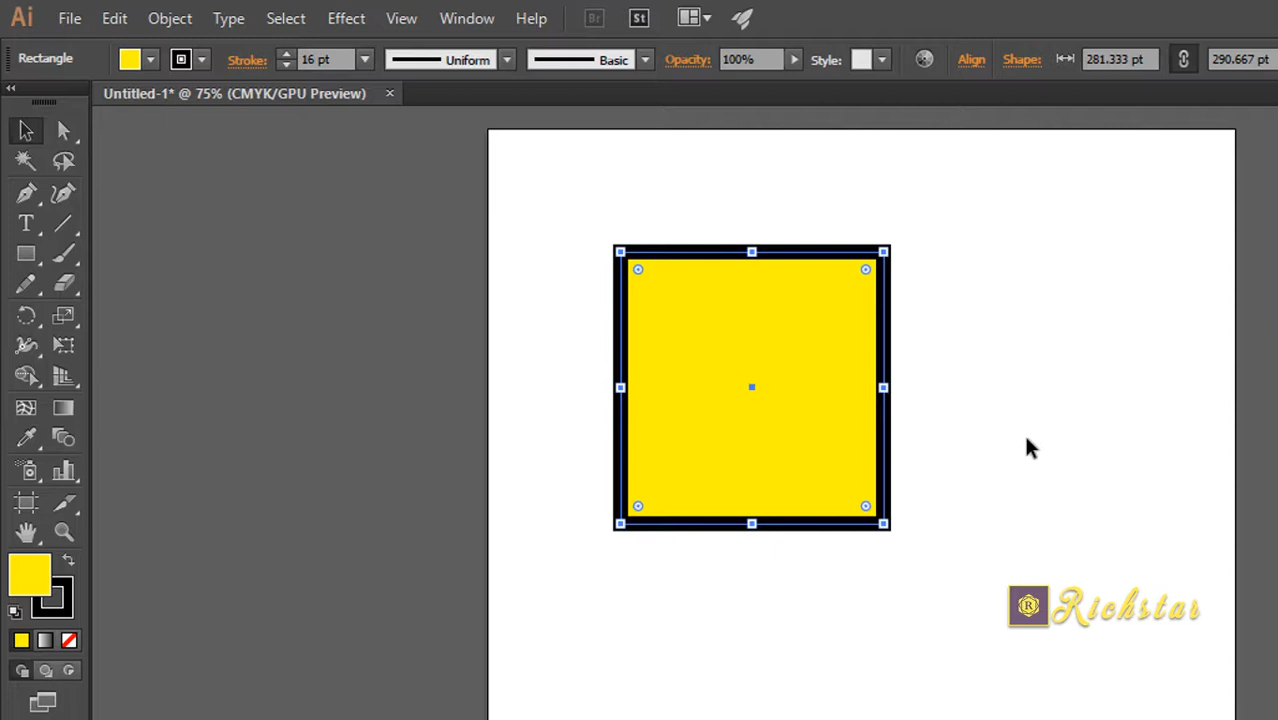 Ai File Edit Object Type Select Effect View Window Help Br St
Rectangle Stroke: 16 pt Uniform Basic Opacity: 100% Style: Align Shape: 281.333 pt 290.667 pt
Untitled-1* @ 75% (CMYK/GPU Preview) ×
T
R Richstar